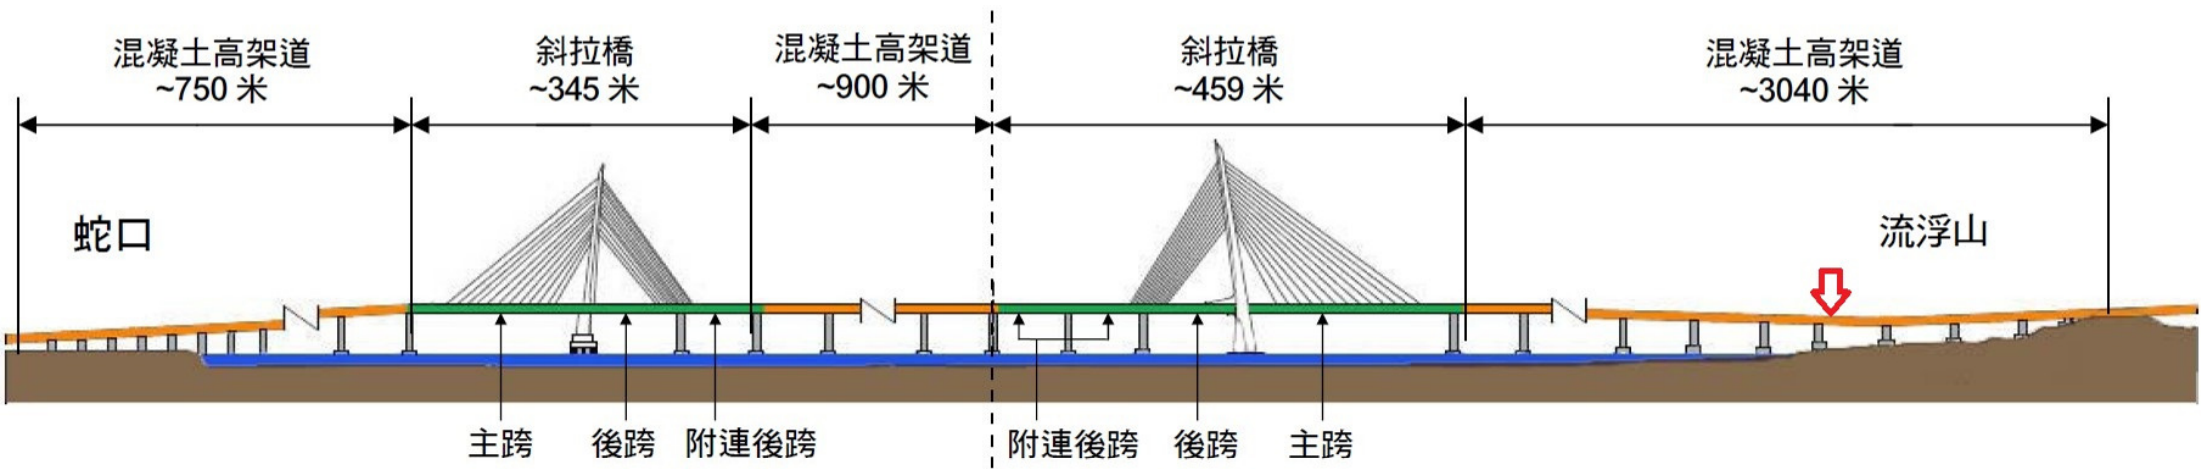 混凝土高架道
~750 米
斜拉橋
~345 米
混凝土高架道
~900 米
斜拉橋
~459 米
混凝土高架道
~3040 米
蛇口
流浮山
主跨
後跨
附連後跨
附連後跨
後跨
主跨